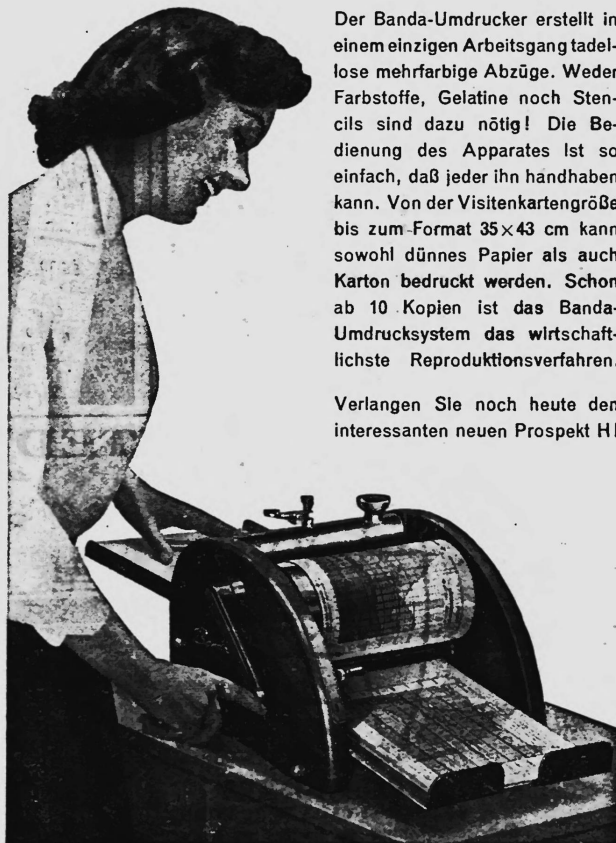 Der Banda-Umdrucker erstellt in
einem einzigen Arbeitsgang tadel-
lose mehrfarbige Abzüge. Weder
Farbstoffe, Gelatine noch Sten-
cils sind dazu nötig! Die Be-
dienung des Apparates ist so
einfach, daß jeder ihn handhaben
kann. Von der Visitenkartengröße
bis zum Format 35×43 cm kann
sowohl dünnes Papier als auch
Karton bedruckt werden. Schon
ab 10 Kopien ist das Banda-
Umdrucksystem das wirtschaft-
lichste Reproduktionsverfahren.
Verlangen Sie noch heute den
interessanten neuen Prospekt H!